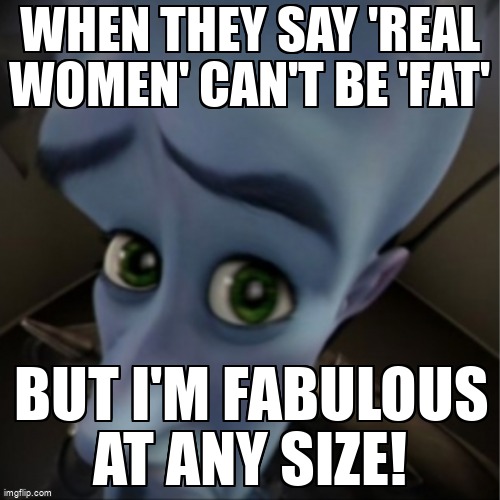 WHEN THEY SAY 'REAL
WOMEN' CAN'T BE 'FAT'
BUT I'M FABULOUS
AT ANY SIZE!
imgflip.com